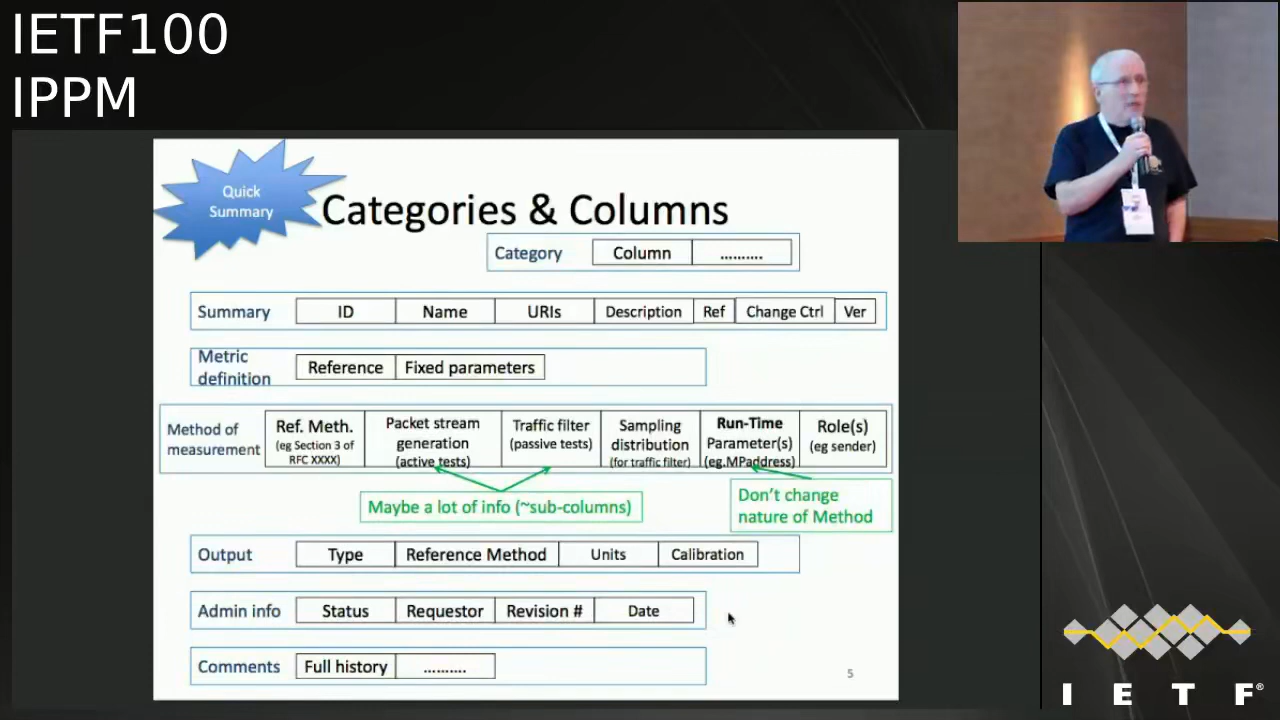 IETF100
IPPM
Quick
Summary
Categories & Columns
Category Column ..........
Summary ID Name URIs Description Ref Change Ctrl Ver
Metric
definition
Reference Fixed parameters
Method of
measurement
Ref. Meth.
(eg Section 3 of
RFC XXXX)
Packet stream
generation
(active tests)
Traffic filter
(passive tests)
Sampling
distribution
(for traffic filter)
Run-Time
Parameter(s)
(eg.MPaddress)
Role(s)
(eg sender)
Maybe a lot of info (~sub-columns)
Don't change
nature of Method
Output Type Reference Method Units Calibration
Admin info Status Requestor Revision # Date
Comments Full history ..........
5
I E T F®